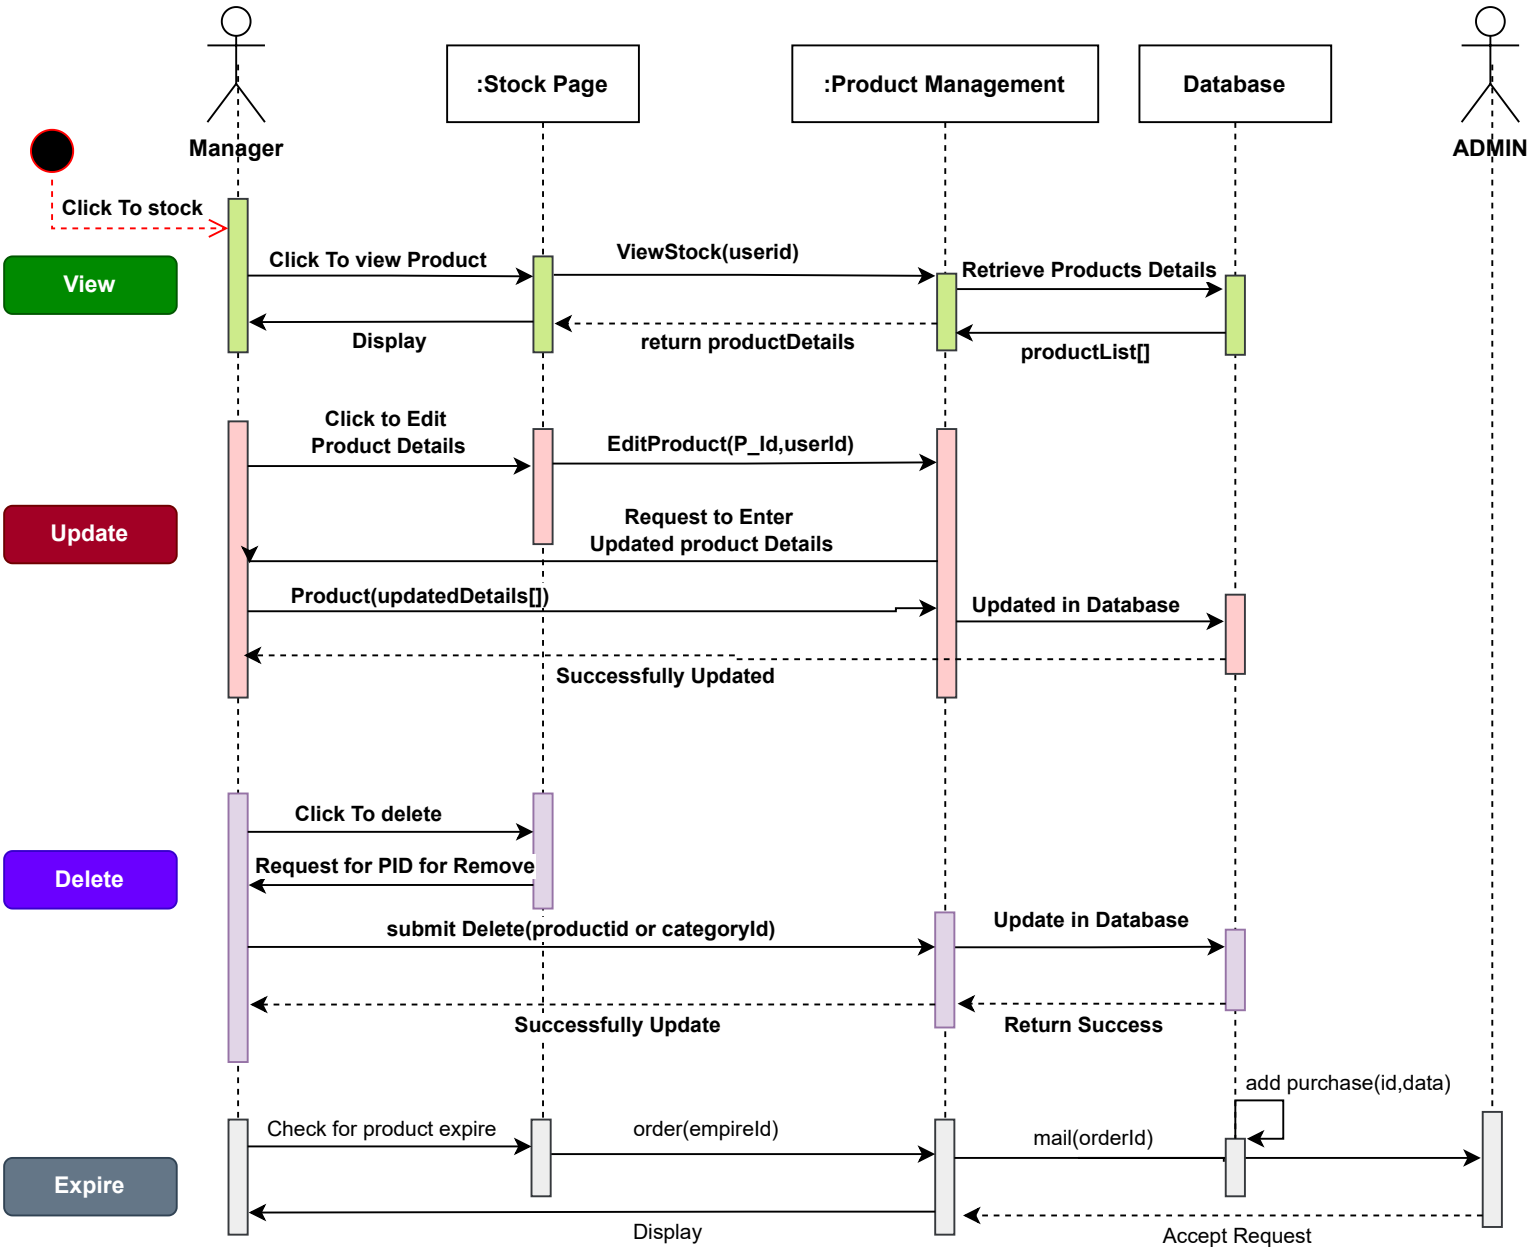 :Stock Page
:Product Management
Database
Manager
ADMIN
Click To stock
View
Click To view Product
ViewStock(userid)
Retrieve Products Details
Display
return productDetails
productList[]
Click to Edit
Product Details
EditProduct(P_Id,userId)
Update
Request to Enter
Updated product Details
Product(updatedDetails[])
Updated in Database
Successfully Updated
Click To delete
Delete
Request for PID for Remove
submit Delete(productid or categoryId)
Update in Database
Successfully Update
Return Success
add purchase(id,data)
Check for product expire
order(empireId)
mail(orderId)
Expire
Display
Accept Request